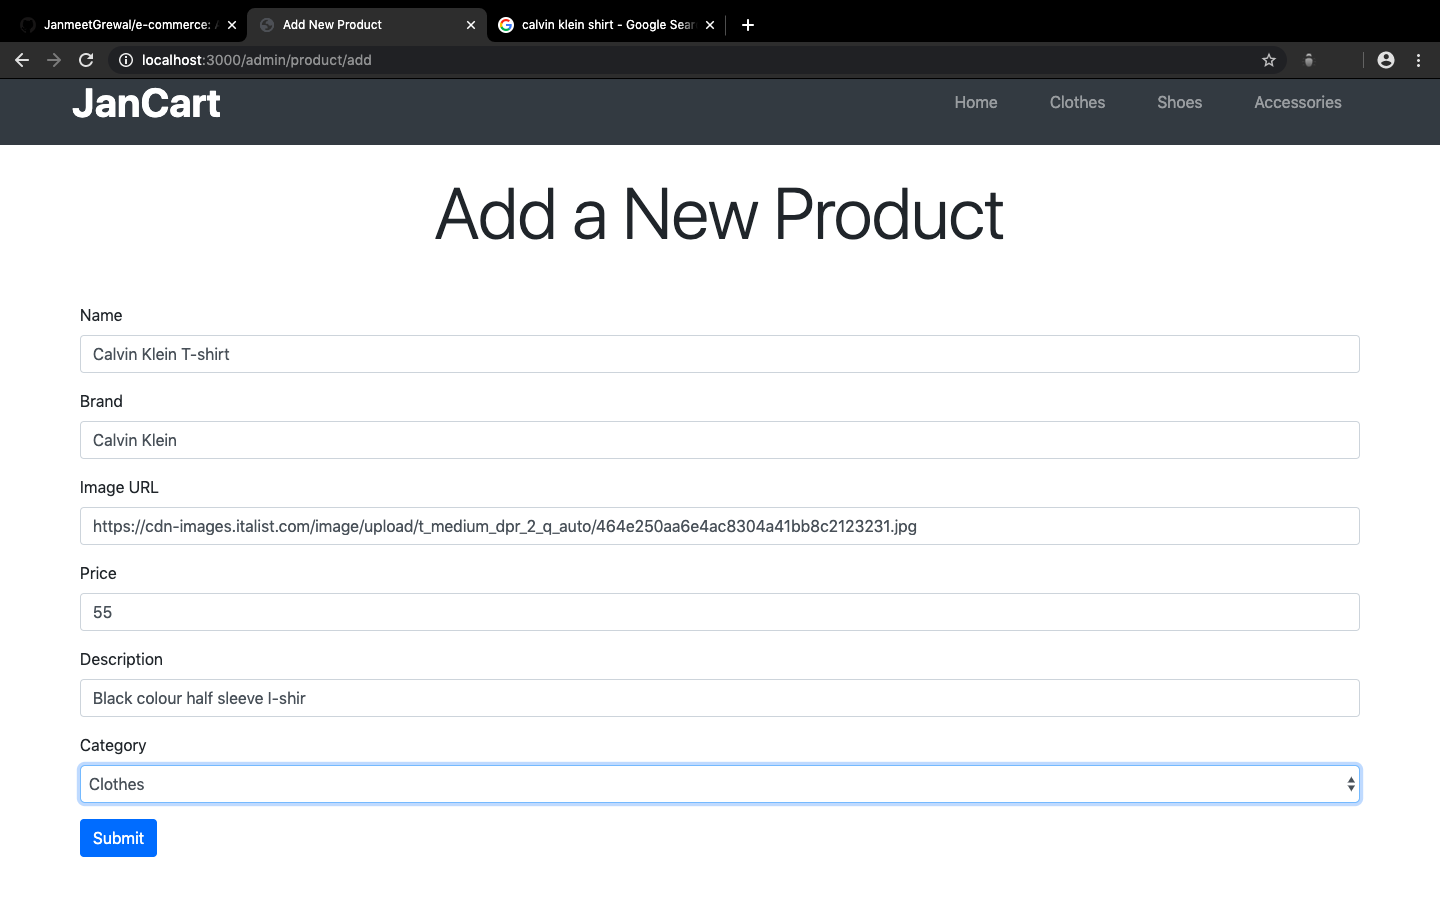 JanmeetGrewal/e-commerce:
Add New Product
calvin klein shirt - Google Sear
localhost:3000/admin/product/add
JanCart
Home
Clothes
Shoes
Accessories
Add a New Product
Name
Calvin Klein T-shirt
Brand
Calvin Klein
Image URL
https://cdn-images.italist.com/image/upload/t_medium_dpr_2_q_auto/464e250aa6e4ac8304a41bb8c2123231.jpg
Price
55
Description
Black colour half sleeve l-shir
Category
Clothes
Submit